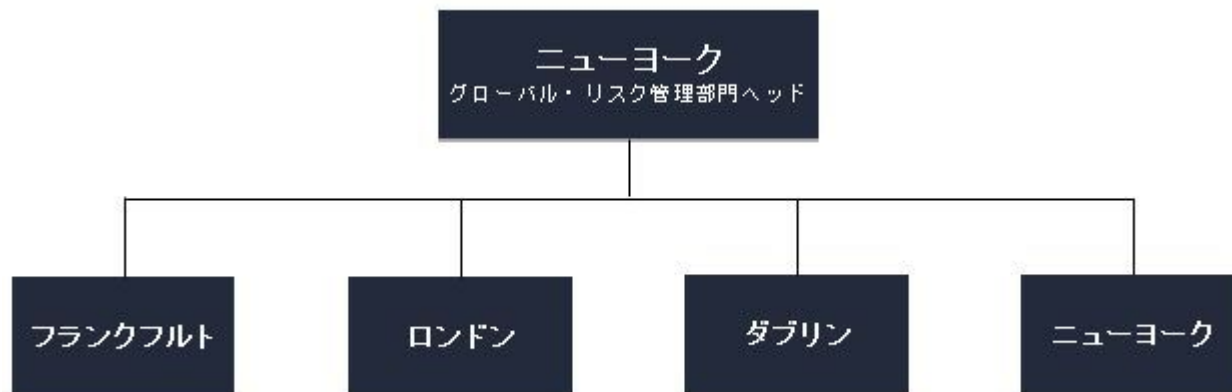 ニューヨーク
グローバル・リスク管理部門ヘッド
フランクフルト
ロンドン
ダブリン
ニューヨーク